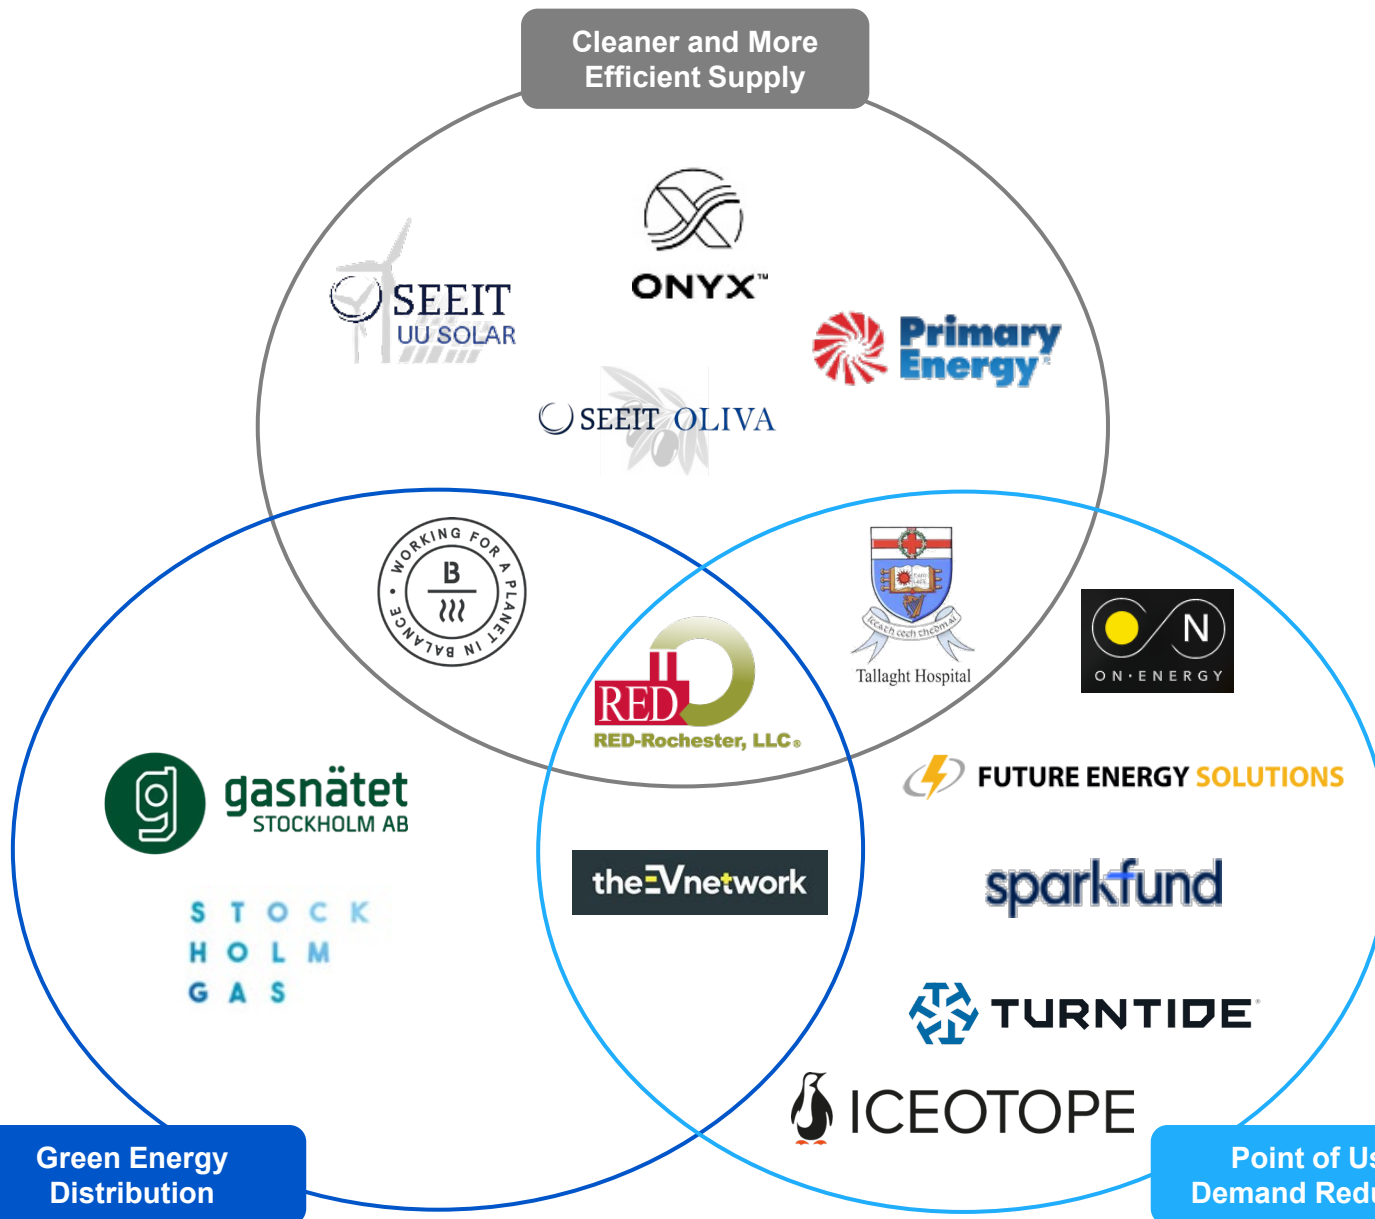 Cleaner and More
Efficient Supply
ONYX™
SEEIT
UU SOLAR
Primary
Energy
SEEIT OLIVA
WORKING FOR A PLANET IN BALANCE •
B
Tallaght Hospital
ON
ON·ENERGY
RED
RED-Rochester, LLC®
gasnätet
STOCKHOLM AB
FUTURE ENERGY SOLUTIONS
theEVnetwork
sparkfund
STOCK
HOLM
GAS
TURNTIDE
ICEOTOPE
Green Energy
Distribution
Point of Us
Demand Redu